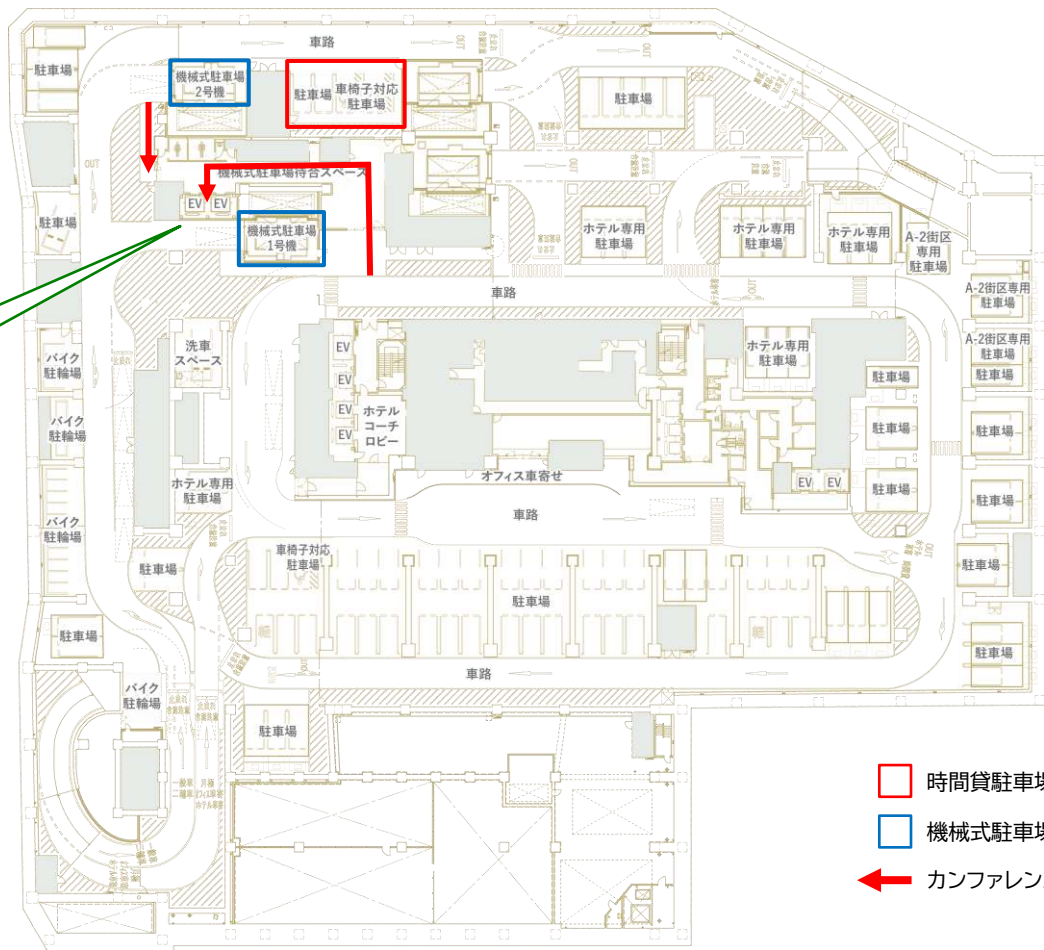 車路
OUT
OUT
駐車場
機械式駐車場
2号機
駐車場
車椅子対応
駐車場
駐車場
OUT
機械式駐車場待合スペース
OUT
EV
EV
駐車場
機械式駐車場
1号機
ホテル専用
駐車場
ホテル専用
駐車場
ホテル専用
駐車場
A-2街区
専用
駐車場
車路
OUT
A-2街区専用
駐車場
洗車
スペース
EV
EV
EV
EV
ホテル
コーチ
ロビー
ホテル専用
駐車場
A-2街区専用
駐車場
駐車場
駐車場
バイク
駐輪場
バイク
駐輪場
駐車場
駐車場
オフィス車寄せ
EV
EV
駐車場
駐車場
ホテル専用
駐車場
車路
バイク
駐輪場
車椅子対応
駐車場
OUT
駐車場
駐車場
駐車場
駐車場
OUT
車路
駐車場
バイク
駐輪場
駐車場
時間貸駐車場
機械式駐車場
カンファレン